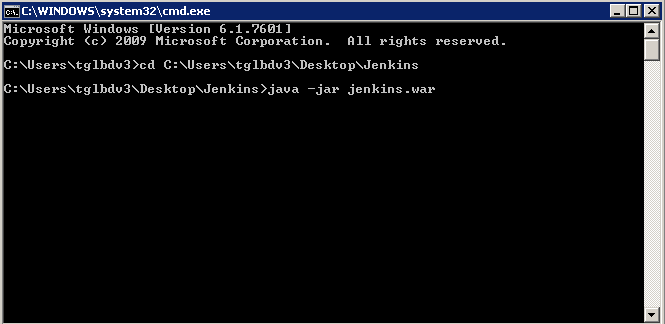 C:\WINDOWS\system32\cmd.exe
Microsoft Windows [Version 6.1.7601]
Copyright (c) 2009 Microsoft Corporation.  All rights reserved.
C:\Users\tglbdv3>cd C:\Users\tglbdv3\Desktop\Jenkins
C:\Users\tglbdv3\Desktop\Jenkins>java -jar jenkins.war